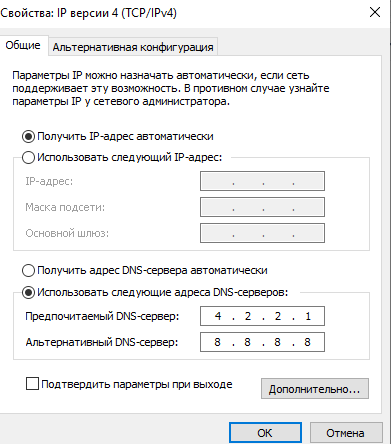 Свойства: IP версии 4 (TCP/IPv4)
Общие
Альтернативная конфигурация
Параметры IP можно назначать автоматически, если сеть
поддерживает эту возможность. В противном случае узнайте
параметры IP у сетевого администратора.
Получить IP-адрес автоматически
Использовать следующий IP-адрес:
IP-адрес: . . .
Маска подсети: . . .
Основной шлюз: . . .
Получить адрес DNS-сервера автоматически
Использовать следующие адреса DNS-серверов:
Предпочитаемый DNS-сервер: 4 . 2 . 2 . 1
Альтернативный DNS-сервер: 8 . 8 . 8 . 8
Подтвердить параметры при выходе
Дополнительно...
ОК
Отмена